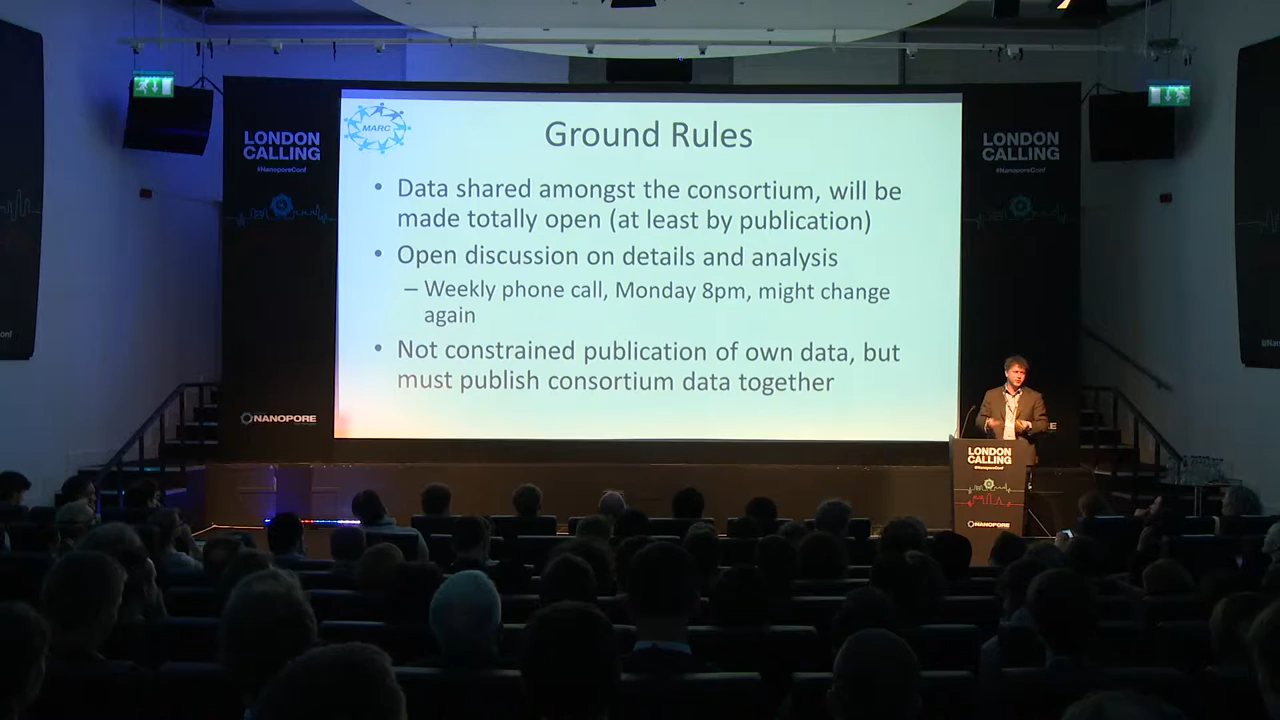 LONDON
CALLING
#NanoporeConf
NANOPORE
MARC
Ground Rules
• Data shared amongst the consortium, will be
made totally open (at least by publication)
• Open discussion on details and analysis
– Weekly phone call, Monday 8pm, might change
again
• Not constrained publication of own data, but
must publish consortium data together
LONDON
CALLING
#NanoporeConf
LONDON
CALLING
#NanoporeConf
NANOPORE